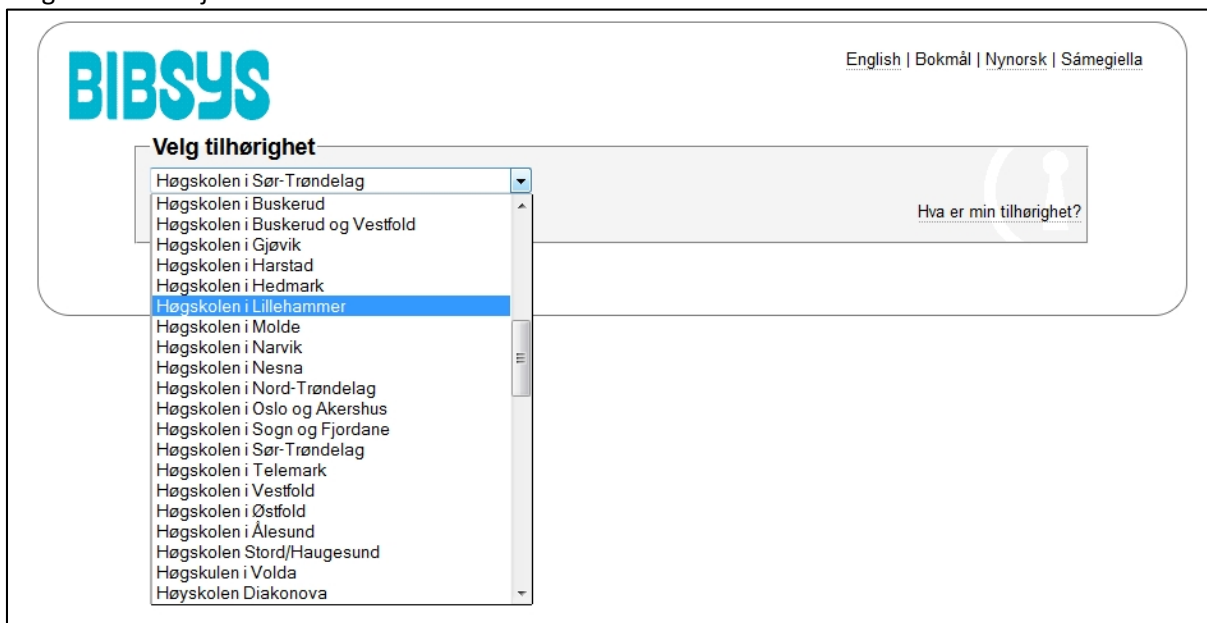 BIBSYS
English | Bokmål | Nynorsk | Sámegiella
Velg tilhørighet
Høgskolen i Sør-Trøndelag
Hva er min tilhørighet?
Høgskolen i Buskerud
Høgskolen i Buskerud og Vestfold
Høgskolen i Gjøvik
Høgskolen i Harstad
Høgskolen i Hedmark
Høgskolen i Lillehammer
Høgskolen i Molde
Høgskolen i Narvik
Høgskolen i Nesna
Høgskolen i Nord-Trøndelag
Høgskolen i Oslo og Akershus
Høgskolen i Sogn og Fjordane
Høgskolen i Sør-Trøndelag
Høgskolen i Telemark
Høgskolen i Vestfold
Høgskolen i Østfold
Høgskolen i Ålesund
Høgskolen Stord/Haugesund
Høgskulen i Volda
Høyskolen Diakonova